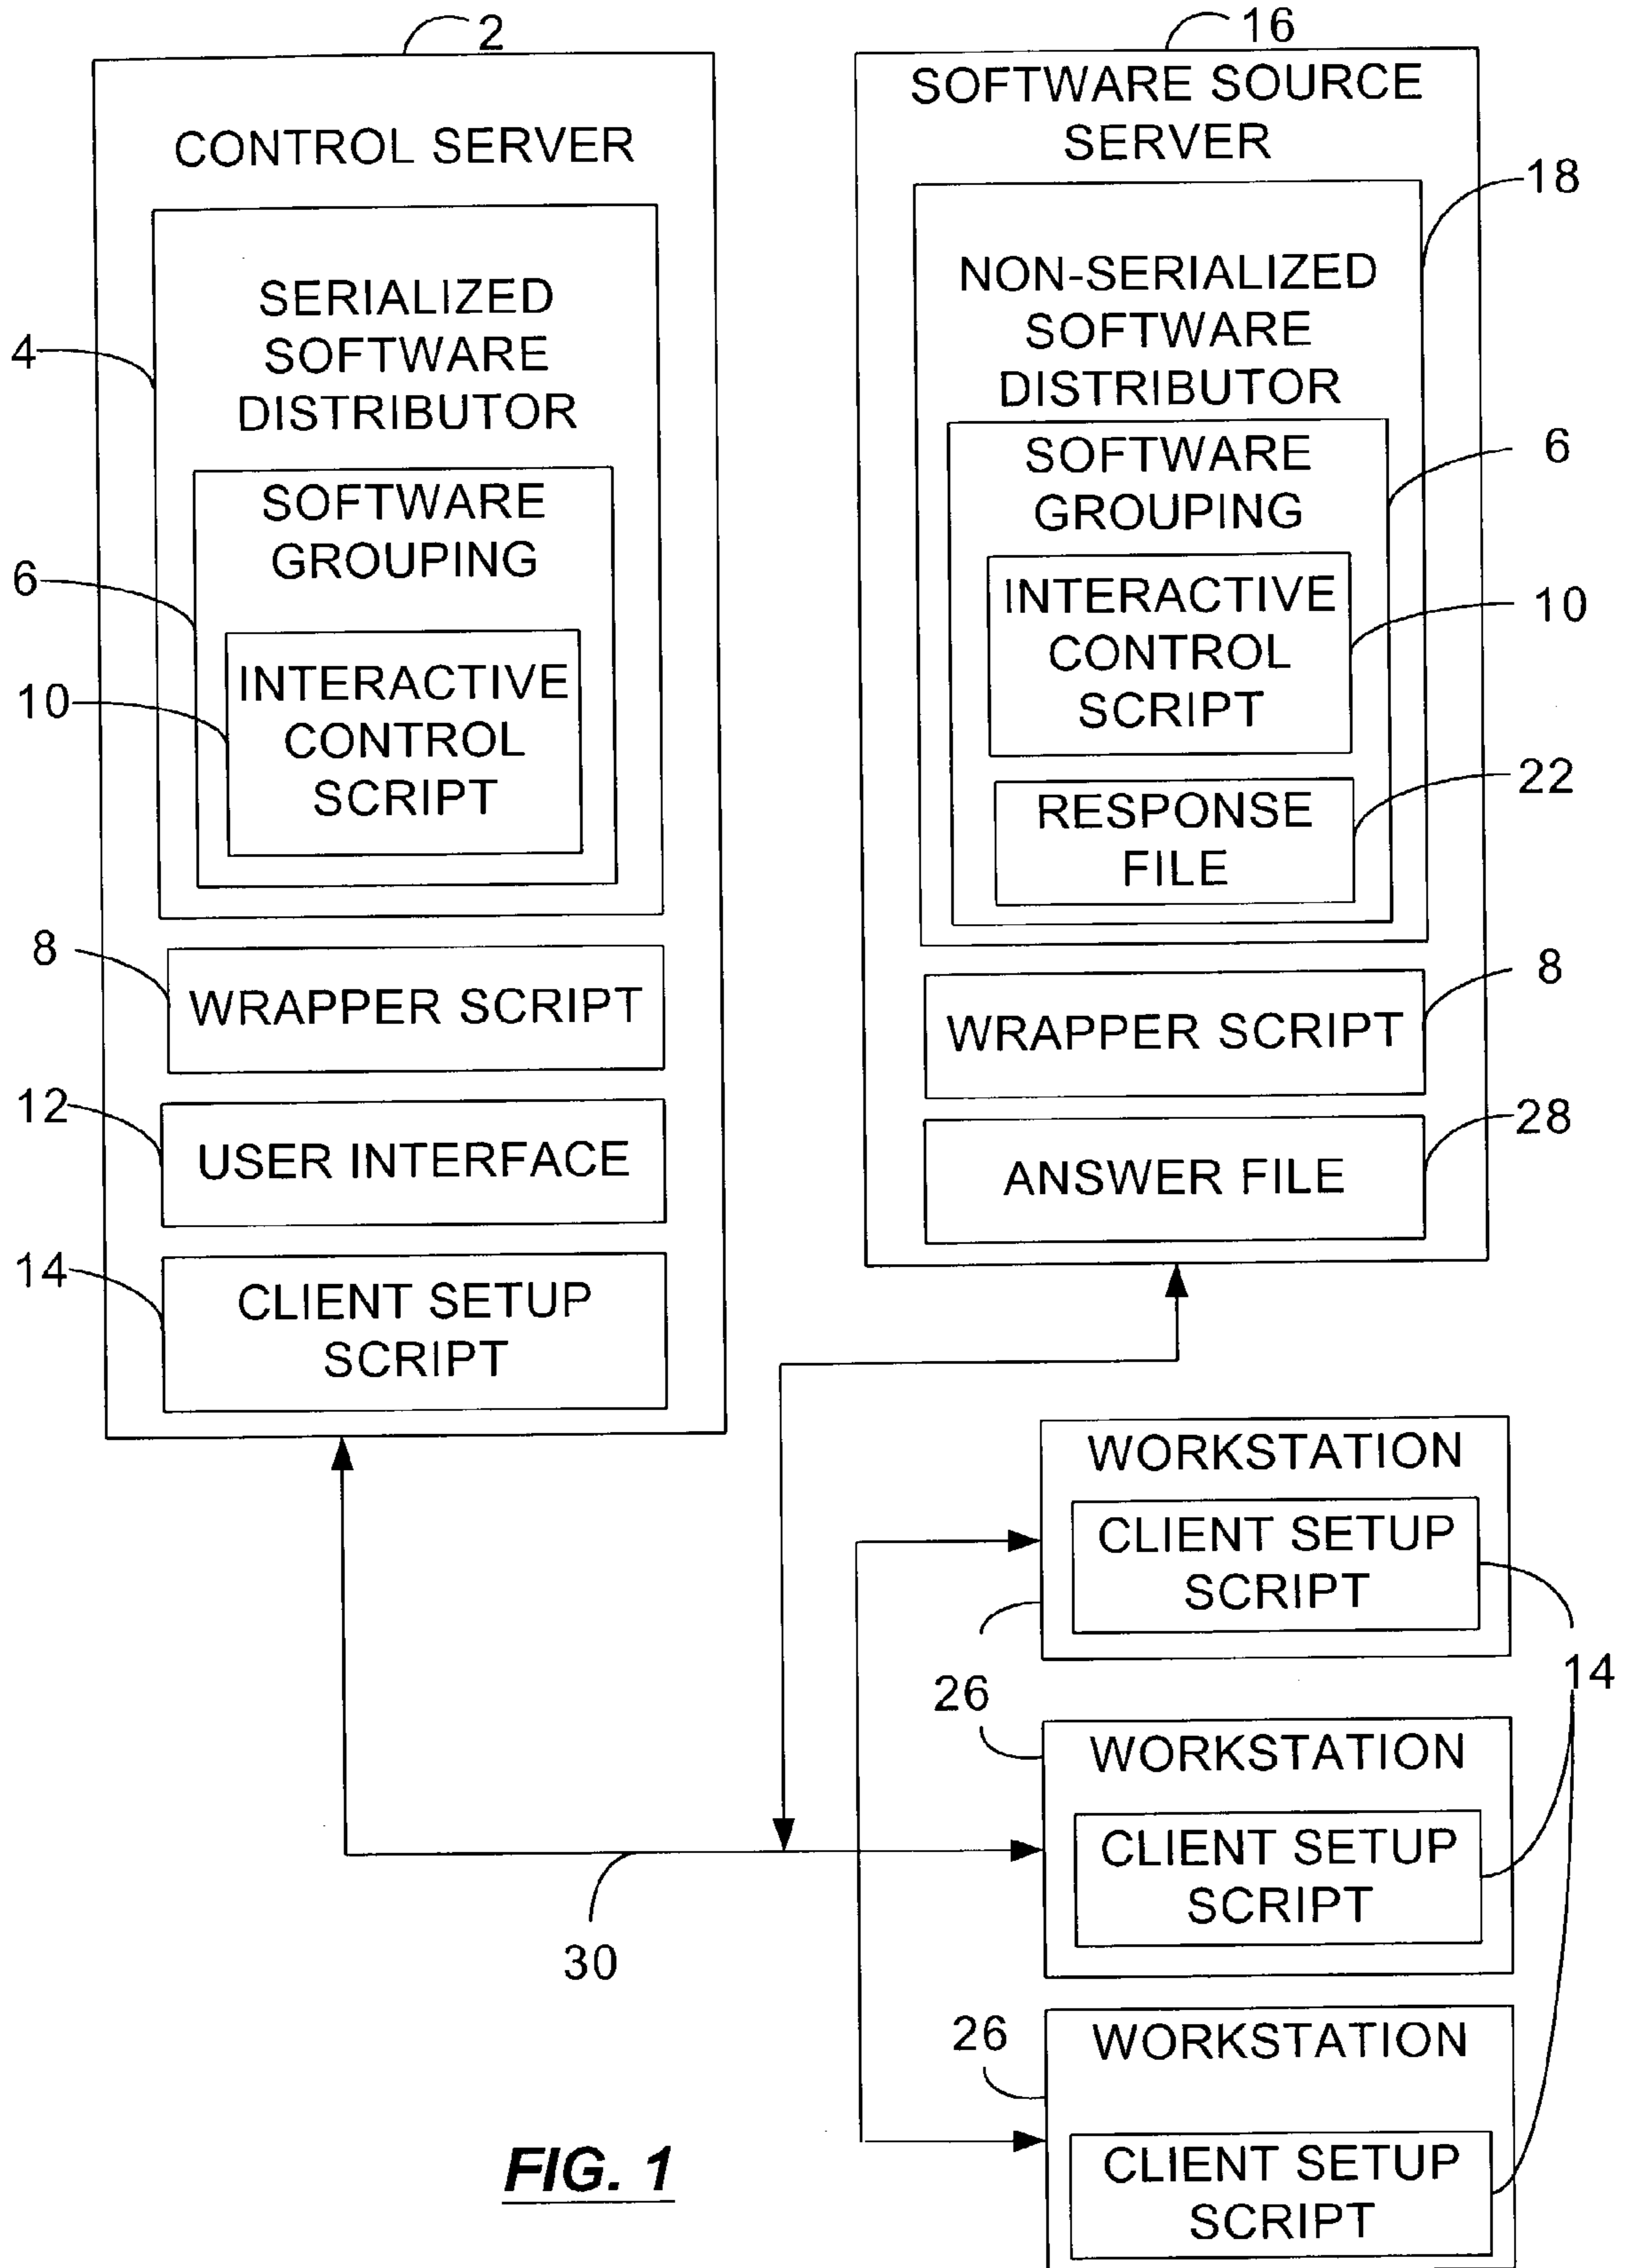 2
CONTROL SERVER
4
SERIALIZED
SOFTWARE
DISTRIBUTOR
6
SOFTWARE
GROUPING
10
INTERACTIVE
CONTROL
SCRIPT
8
WRAPPER SCRIPT
12
USER INTERFACE
14
CLIENT SETUP
SCRIPT
16
SOFTWARE SOURCE
SERVER
18
NON-SERIALIZED
SOFTWARE
DISTRIBUTOR
SOFTWARE
GROUPING
6
INTERACTIVE
CONTROL
SCRIPT
10
RESPONSE
FILE
22
WRAPPER SCRIPT
8
ANSWER FILE
28
WORKSTATION
CLIENT SETUP
SCRIPT
14
26
WORKSTATION
CLIENT SETUP
SCRIPT
30
26
WORKSTATION
CLIENT SETUP
SCRIPT
FIG. 1